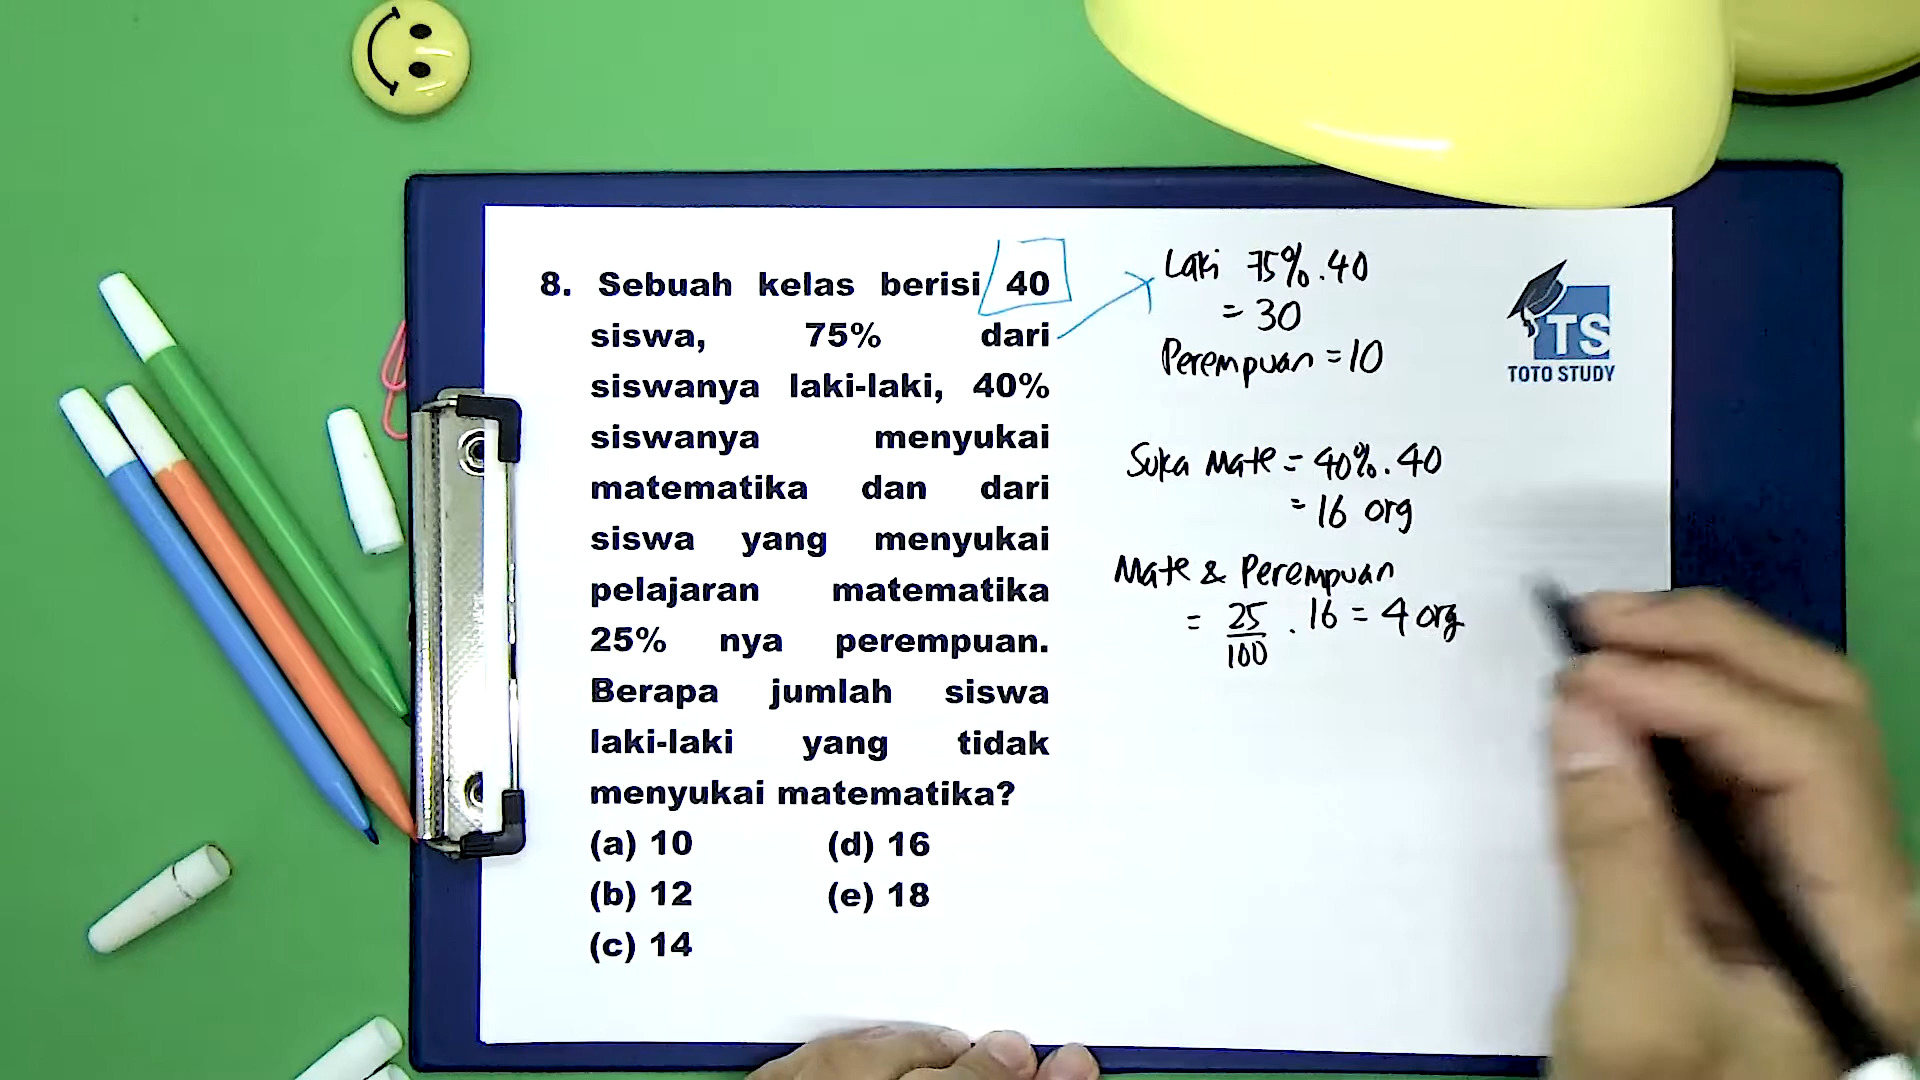 8. Sebuah kelas berisi 40
siswa, 75% dari
siswanya laki-laki, 40%
siswanya menyukai
matematika dan dari
siswa yang menyukai
pelajaran matematika
25% nya perempuan.
Berapa jumlah siswa
laki-laki yang tidak
menyukai matematika?
(a) 10 (d) 16
(b) 12 (e) 18
(c) 14
Laki 75% . 40
= 30
Perempuan = 10
Suka Mate = 40% . 40
= 16 org
Mate & Perempuan
= 25/100 . 16 = 4 org
TS
TOTO STUDY